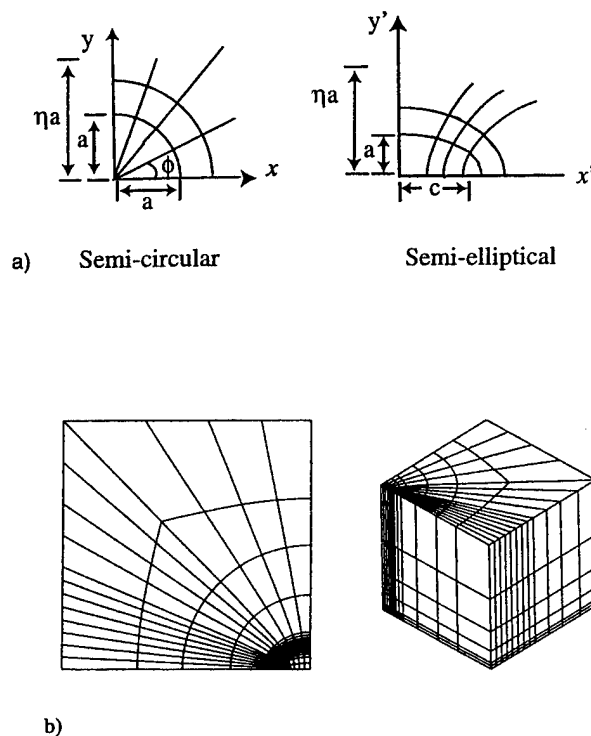 y
ηa
a
ϕ
x
a
y’
ηa
a
x’
c
a) Semi-circular Semi-elliptical
b)